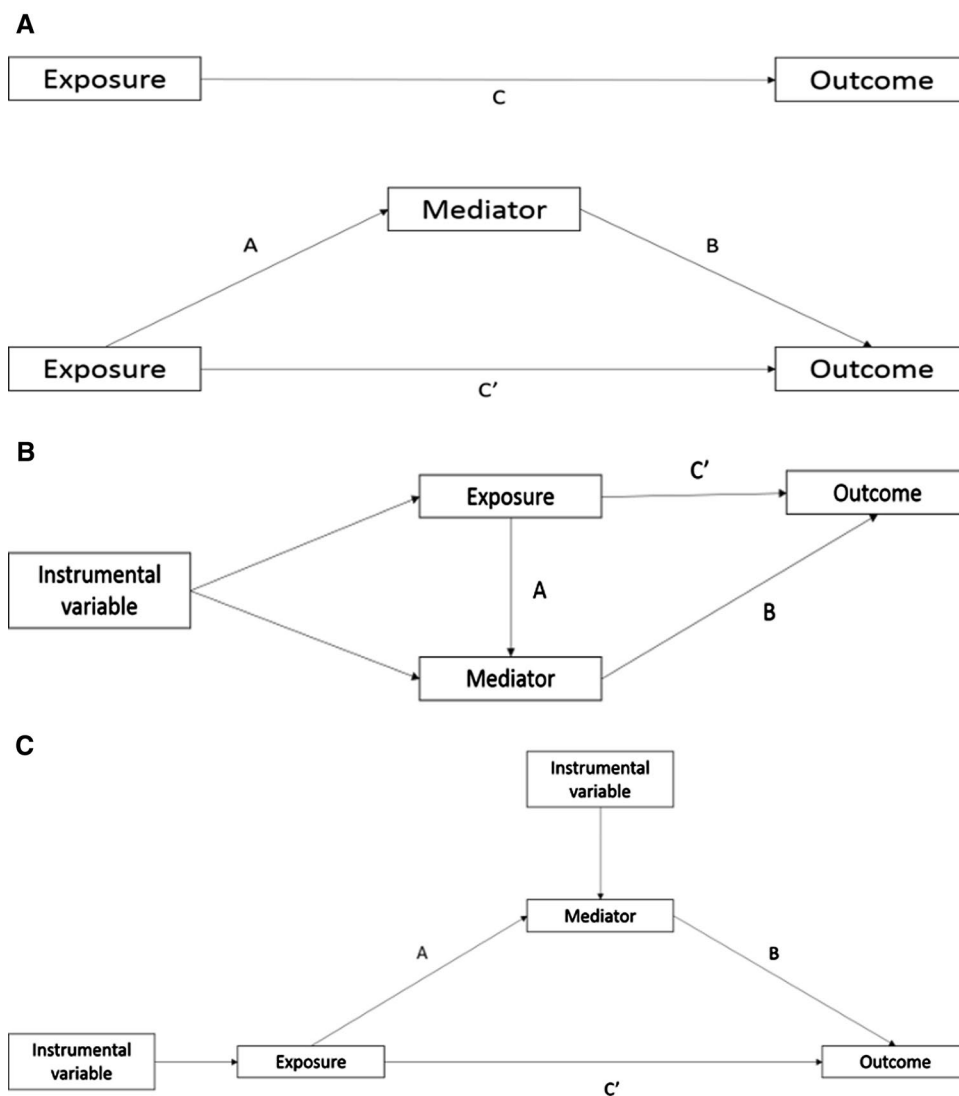 A
Exposure
Outcome
C
Mediator
A
B
Exposure
Outcome
C'
B
C'
Exposure
Outcome
Instrumental
variable
A
B
Mediator
C
Instrumental
variable
Mediator
A
B
Instrumental
variable
Exposure
Outcome
C'